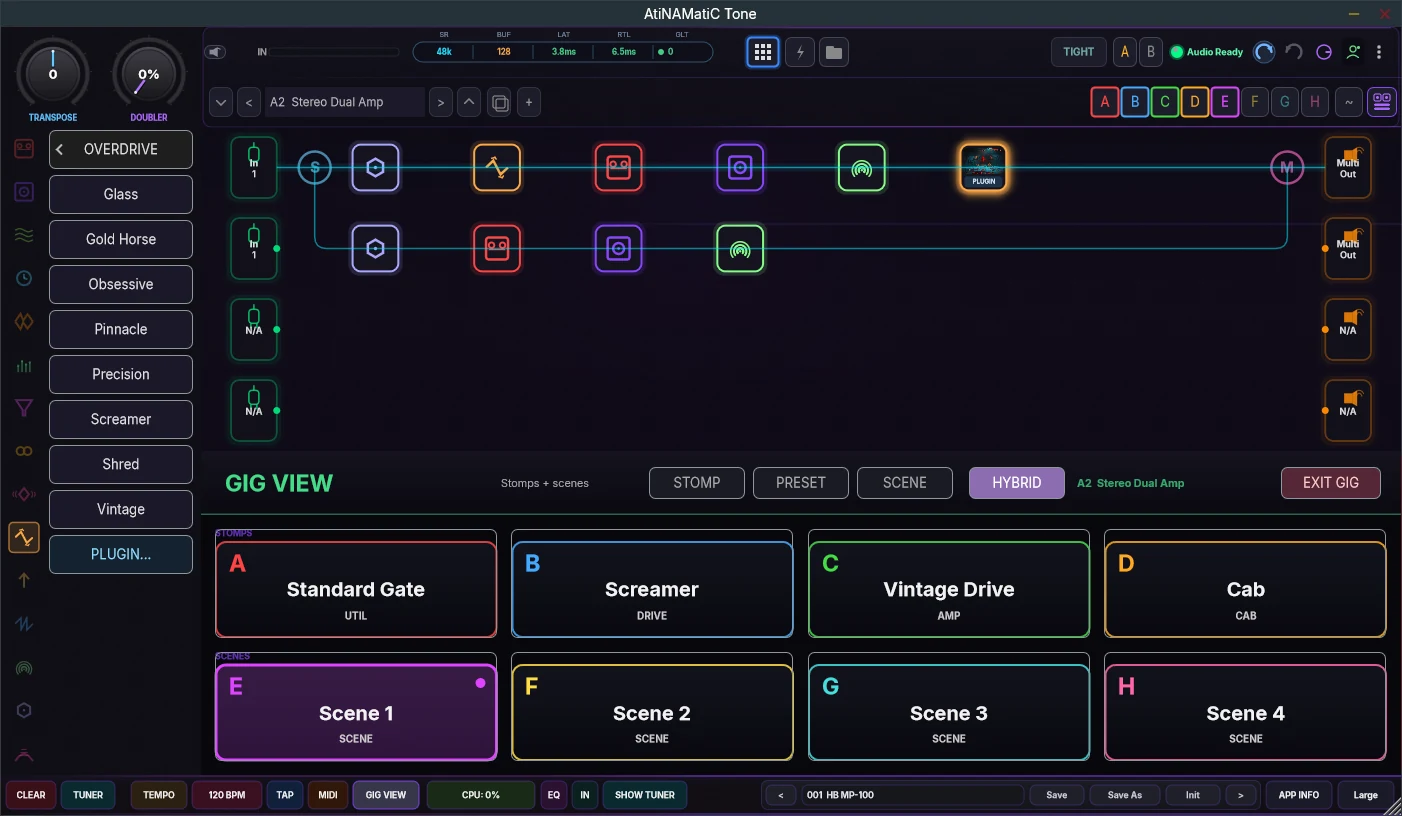 AtiNAMatiC Tone
0
0%
TRANSPOSE
DOUBLER
IN
SR BUF LAT RTL GLT
48k 128 3.8ms 6.5ms 0
TIGHT A B Audio Ready
< A2 Stereo Dual Amp > +
A B C D E F G H ~
OVERDRIVE
Glass
Gold Horse
Obsessive
Pinnacle
Precision
Screamer
Shred
Vintage
PLUGIN...
In
1
S
PLUGIN
M
Multi
Out
In
1
Multi
Out
N/A
N/A
N/A
N/A
GIG VIEW
Stomps + scenes
STOMP PRESET SCENE HYBRID A2 Stereo Dual Amp EXIT GIG
STOMPS
A
Standard Gate
UTIL
B
Screamer
DRIVE
C
Vintage Drive
AMP
D
Cab
CAB
SCENES
E
Scene 1
SCENE
F
Scene 2
SCENE
G
Scene 3
SCENE
H
Scene 4
SCENE
CLEAR TUNER TEMPO 120 BPM TAP MIDI GIG VIEW CPU: 0% EQ IN SHOW TUNER < 001 HB MP-100 Save Save As Init > APP INFO Large